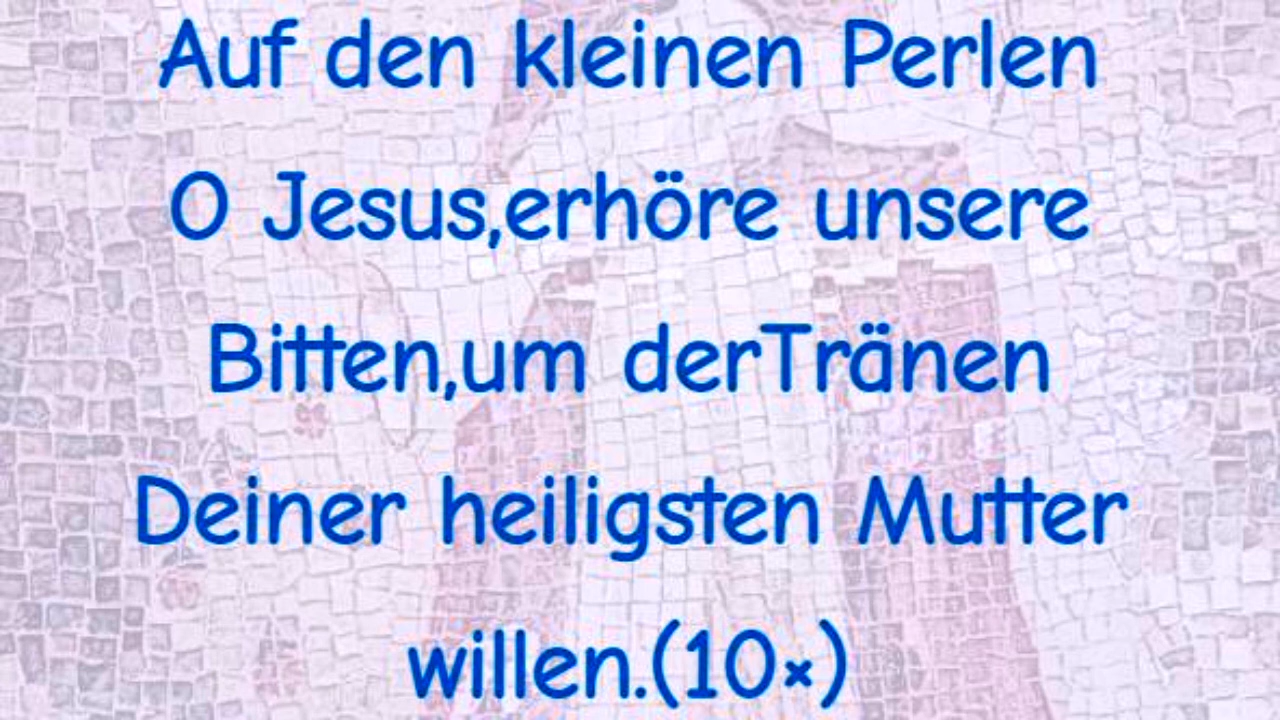 Auf den kleinen Perlen
O Jesus,erhöre unsere
Bitten,um derTränen
Deiner heiligsten Mutter
willen.(10×)